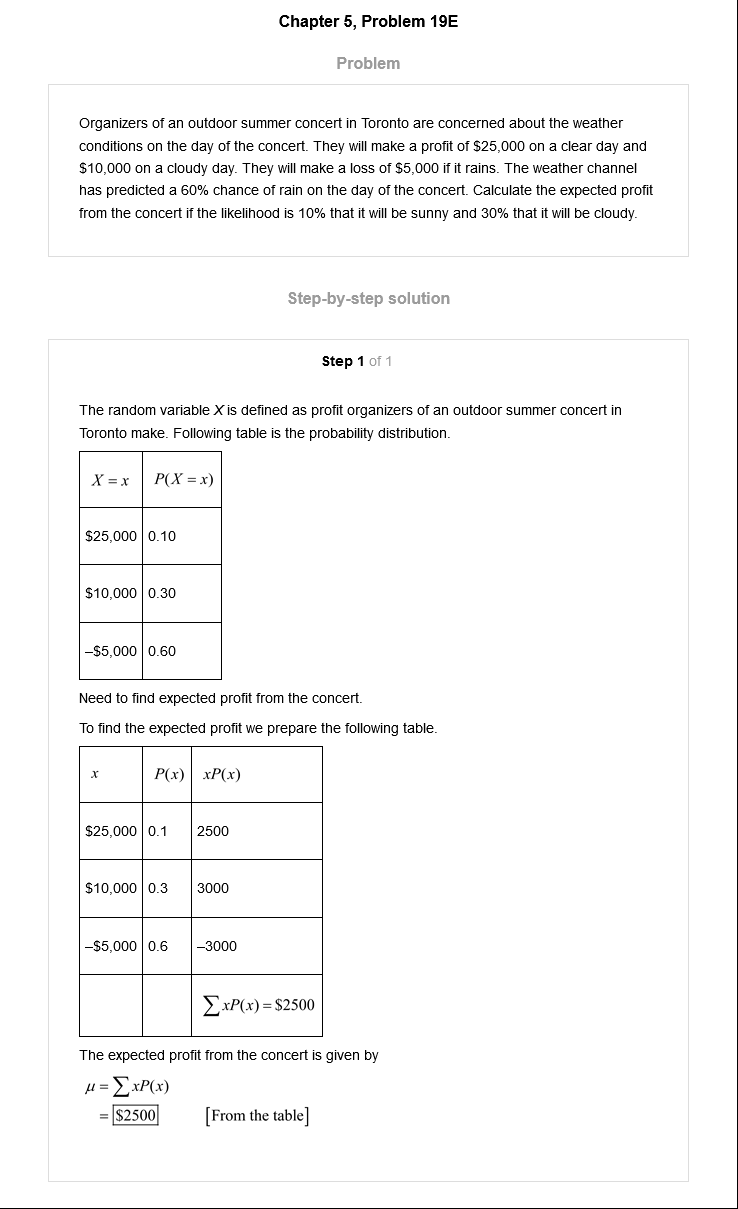 Chapter 5, Problem 19E
Problem
Organizers of an outdoor summer concert in Toronto are concerned about the weather
conditions on the day of the concert. They will make a profit of $25,000 on a clear day and
$10,000 on a cloudy day. They will make a loss of $5,000 if it rains. The weather channel
has predicted a 60% chance of rain on the day of the concert. Calculate the expected profit
from the concert if the likelihood is 10% that it will be sunny and 30% that it will be cloudy.
Step-by-step solution
Step 1 of 1
The random variable X is defined as profit organizers of an outdoor summer concert in
Toronto make. Following table is the probability distribution.
X = x P(X = x)
$25,000 0.10
$10,000 0.30
–$5,000 0.60
Need to find expected profit from the concert.
To find the expected profit we prepare the following table.
x P(x) xP(x)
$25,000 0.1 2500
$10,000 0.3 3000
–$5,000 0.6 –3000
∑xP(x) = $2500
The expected profit from the concert is given by
μ = ∑xP(x)
= $2500 [From the table]